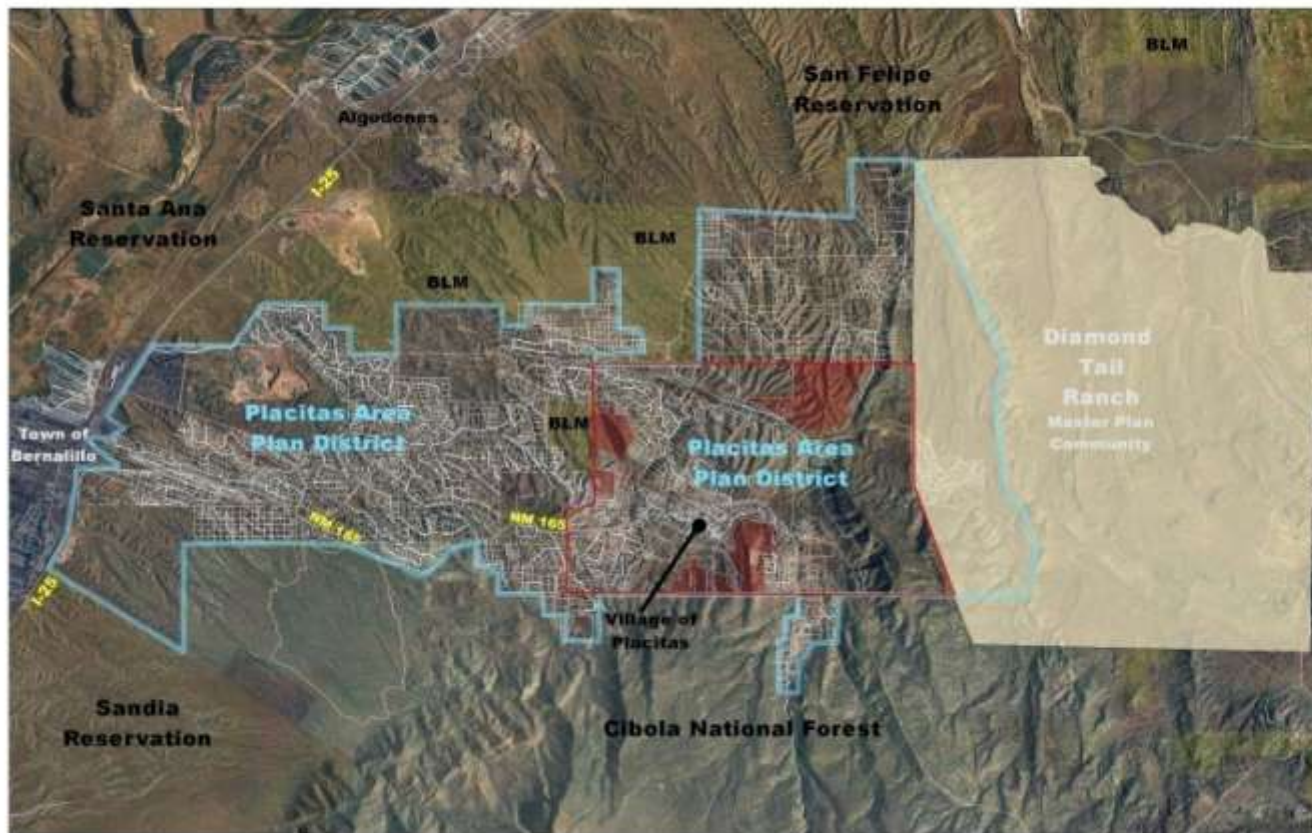 BLM
San Felipe
Reservation
Algodones
I-25
Santa Ana
Reservation
BLM
BLM
Diamond
Tail
Ranch
Master Plan
Community
Placitas Area
Plan District
BLM
Town of
Bernalillo
Placitas Area
Plan District
NM 165
NM 165
I-25
Village of
Placitas
Sandia
Reservation
Cibola National Forest